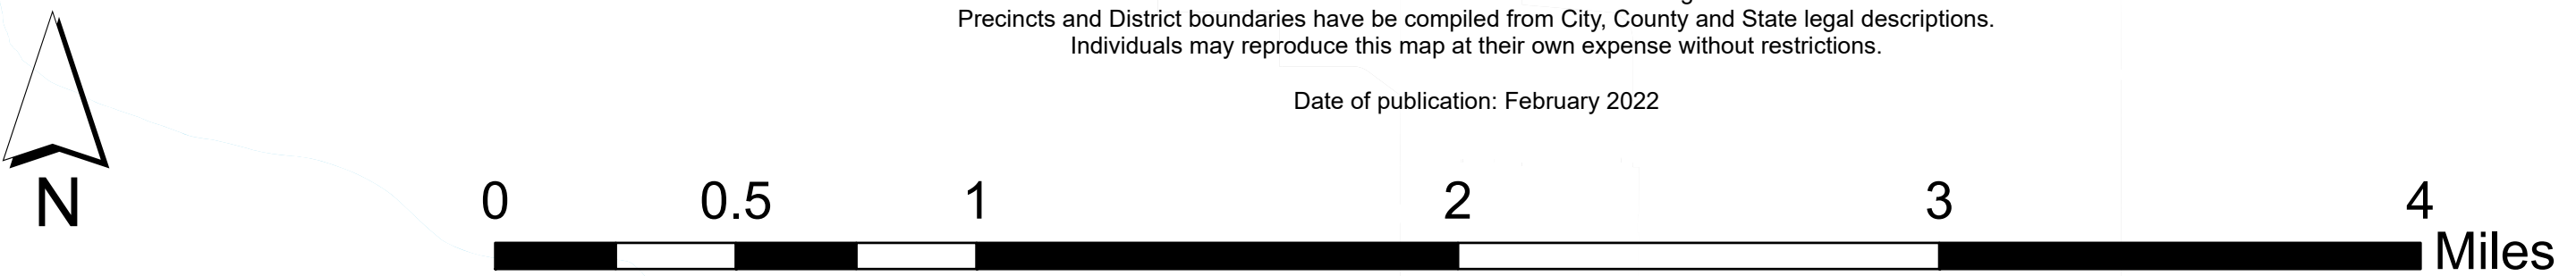 Precincts and District boundaries have be compiled from City, County and State legal descriptions.
Individuals may reproduce this map at their own expense without restrictions.
Date of publication: February 2022
N
0 0.5 1 2 3 4
Miles